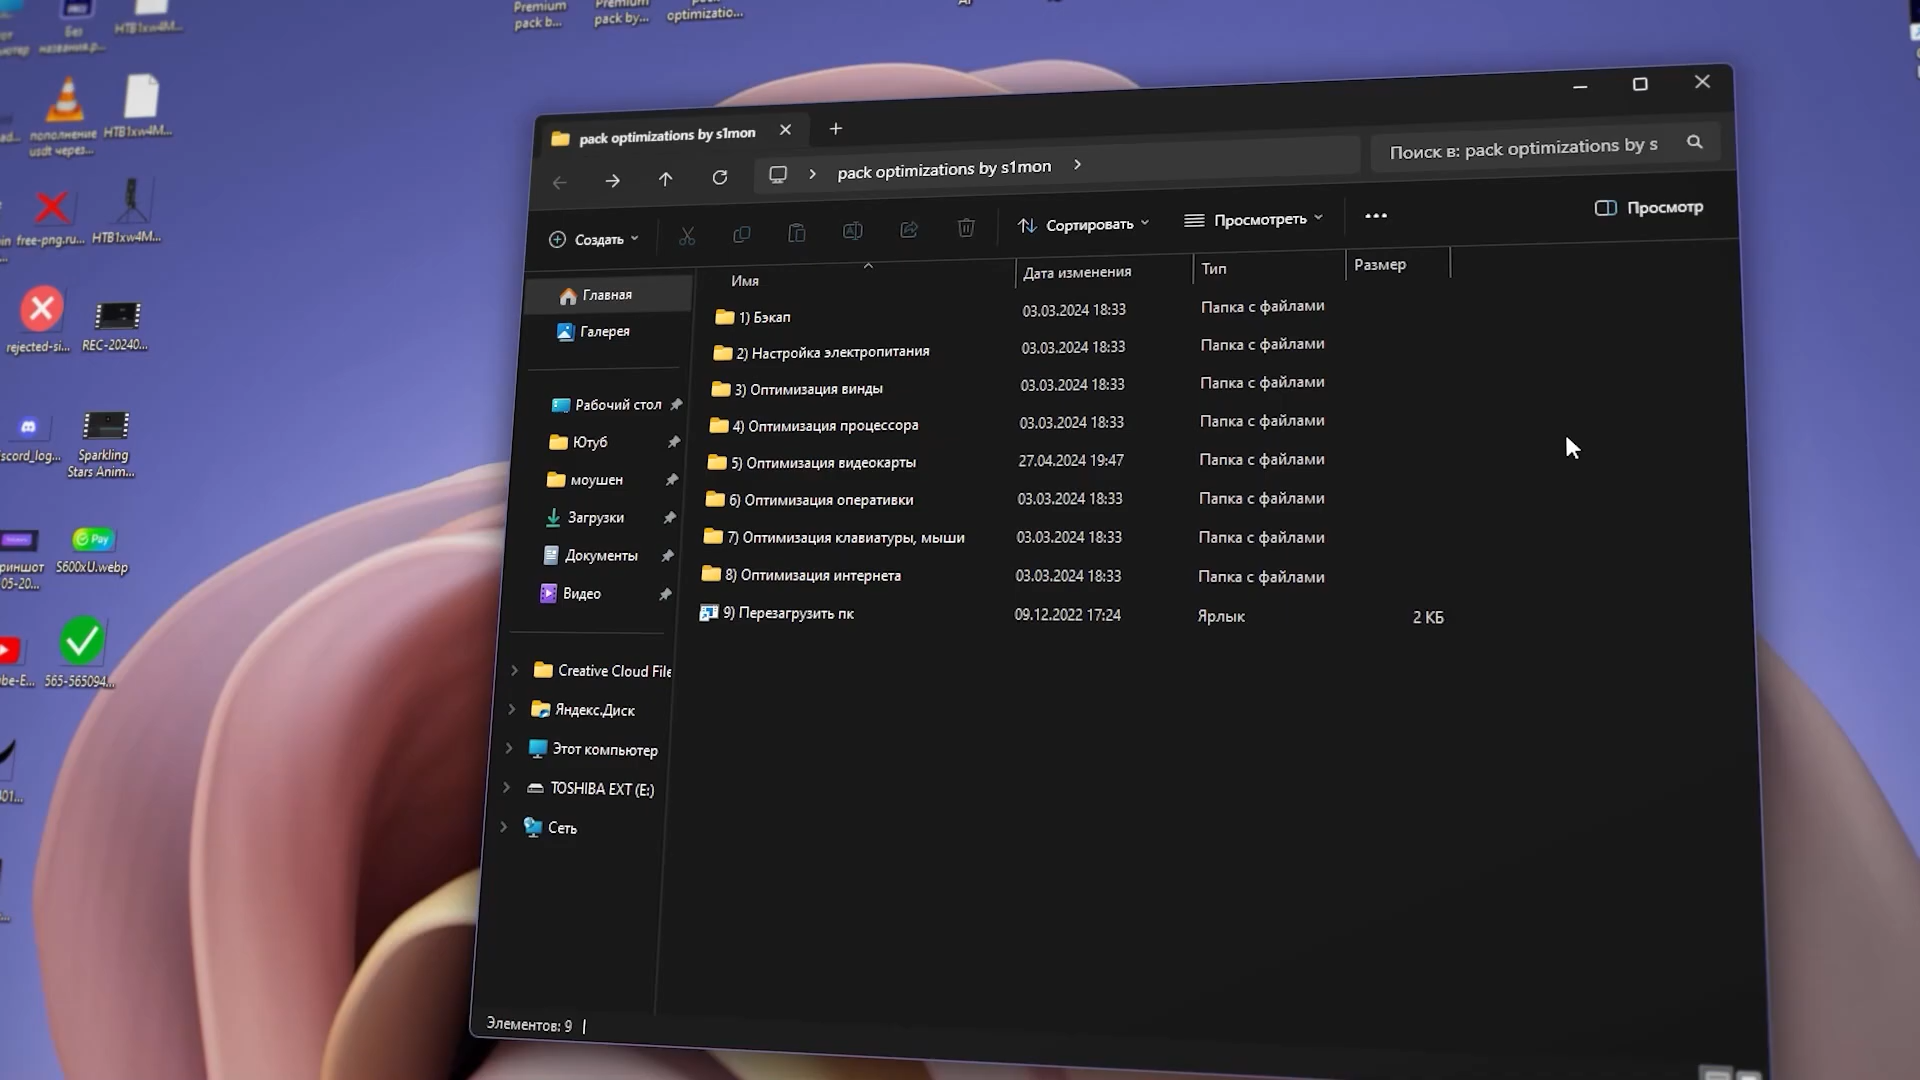 Premium
pack b...
Premium
pack by...
optimizatio...
Без
названия.p...
HTB1xw4M...
пополнение
usdt через...
HTB1xw4M...
free-png.ru...
HTB1xw4M...
rejected-si...
REC-20240...
Sparkling
Stars Anim...
Pay
S600xU.webp
565-565094...
pack optimizations by s1mon
pack optimizations by s1mon
Поиск в: pack optimizations by s
Создать
Сортировать
Просмотреть
Просмотр
Имя
Дата изменения
Тип
Размер
Главная
Галерея
Рабочий стол
Ютуб
моушен
Загрузки
Документы
Видео
Creative Cloud File
Яндекс.Диск
Этот компьютер
TOSHIBA EXT (E:)
Сеть
1) Бэкап 03.03.2024 18:33 Папка с файлами
2) Настройка электропитания 03.03.2024 18:33 Папка с файлами
3) Оптимизация винды 03.03.2024 18:33 Папка с файлами
4) Оптимизация процессора 03.03.2024 18:33 Папка с файлами
5) Оптимизация видеокарты 27.04.2024 19:47 Папка с файлами
6) Оптимизация оперативки 03.03.2024 18:33 Папка с файлами
7) Оптимизация клавиатуры, мыши 03.03.2024 18:33 Папка с файлами
8) Оптимизация интернета 03.03.2024 18:33 Папка с файлами
9) Перезагрузить пк 09.12.2022 17:24 Ярлык 2 КБ
Элементов: 9